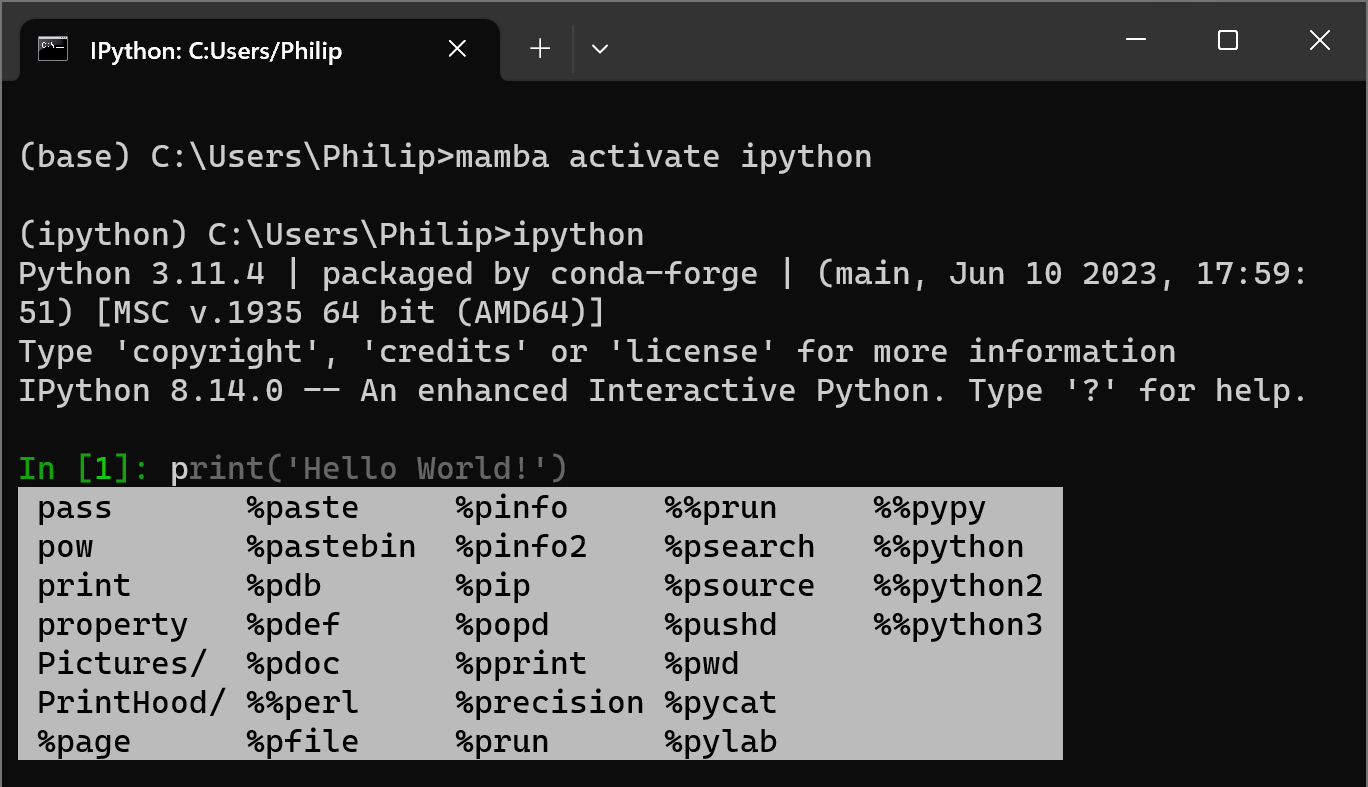 IPython: C:Users/Philip
(base) C:\Users\Philip>mamba activate ipython
(ipython) C:\Users\Philip>ipython
Python 3.11.4 | packaged by conda-forge | (main, Jun 10 2023, 17:59:
51) [MSC v.1935 64 bit (AMD64)]
Type 'copyright', 'credits' or 'license' for more information
IPython 8.14.0 -- An enhanced Interactive Python. Type '?' for help.
In [1]: print('Hello World!')
pass %paste %pinfo %%prun %%pypy
pow %pastebin %pinfo2 %psearch %%python
print %pdb %pip %psource %%python2
property %pdef %popd %pushd %%python3
Pictures/ %pdoc %pprint %pwd
PrintHood/ %%perl %precision %pycat
%page %pfile %prun %pylab